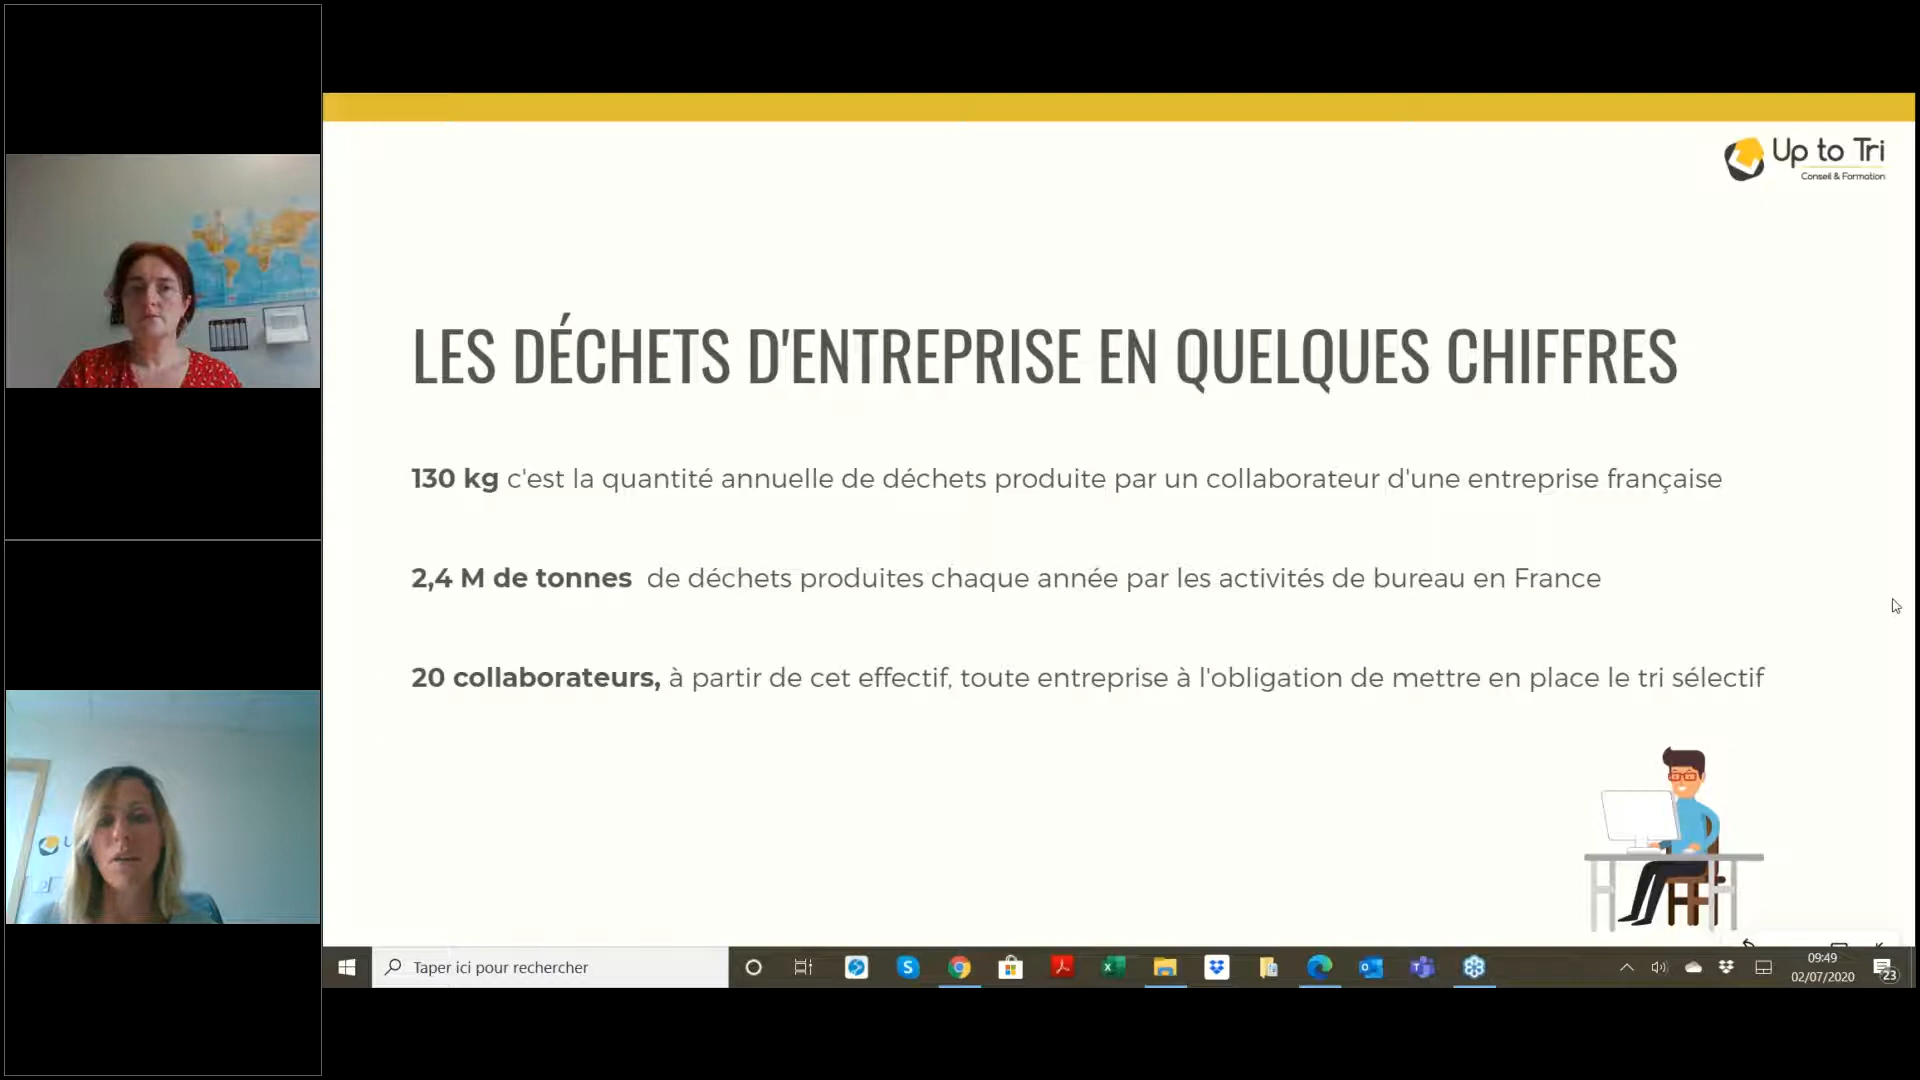 Up to Tri
Conseil & Formation
LES DÉCHETS D'ENTREPRISE EN QUELQUES CHIFFRES
130 kg c'est la quantité annuelle de déchets produite par un collaborateur d'une entreprise française
2,4 M de tonnes de déchets produites chaque année par les activités de bureau en France
20 collaborateurs, à partir de cet effectif, toute entreprise à l'obligation de mettre en place le tri sélectif
Taper ici pour rechercher
09:49
02/07/2020
23